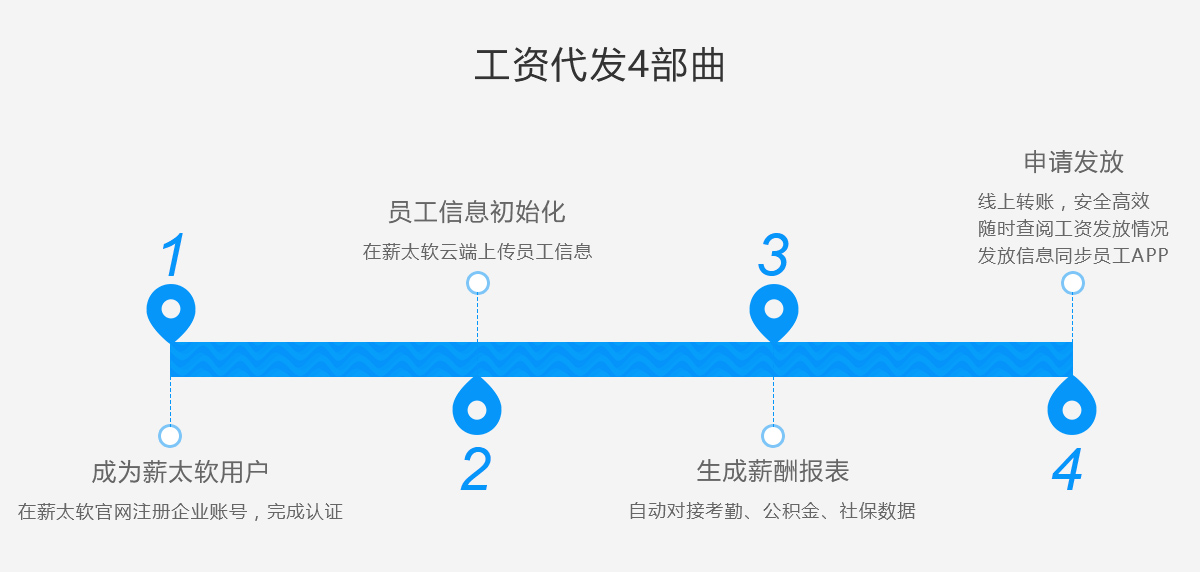 工资代发4部曲
1
成为薪太软用户
在薪太软官网注册企业账号，完成认证
员工信息初始化
在薪太软云端上传员工信息
2
3
生成薪酬报表
自动对接考勤、公积金、社保数据
申请发放
线上转账，安全高效
随时查阅工资发放情况
发放信息同步员工APP
4